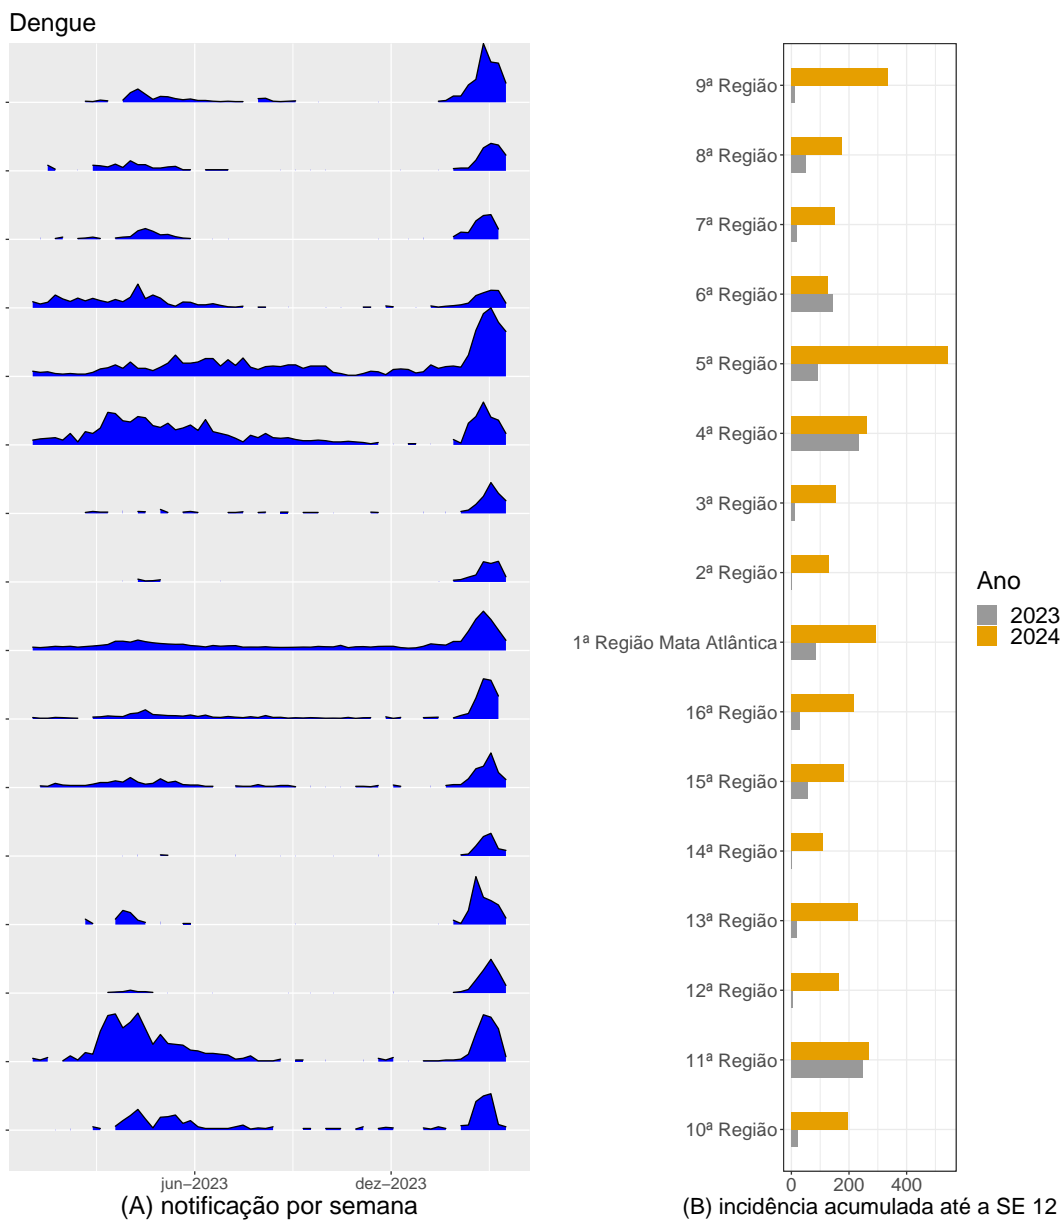 Dengue
9ª Região
8ª Região
7ª Região
6ª Região
5ª Região
4ª Região
3ª Região
2ª Região
1ª Região Mata Atlântica
16ª Região
15ª Região
14ª Região
13ª Região
12ª Região
11ª Região
10ª Região
jun−2023
dez−2023
(A) notificação por semana
0
200
400
(B) incidência acumulada até a SE 12
Ano
2023
2024